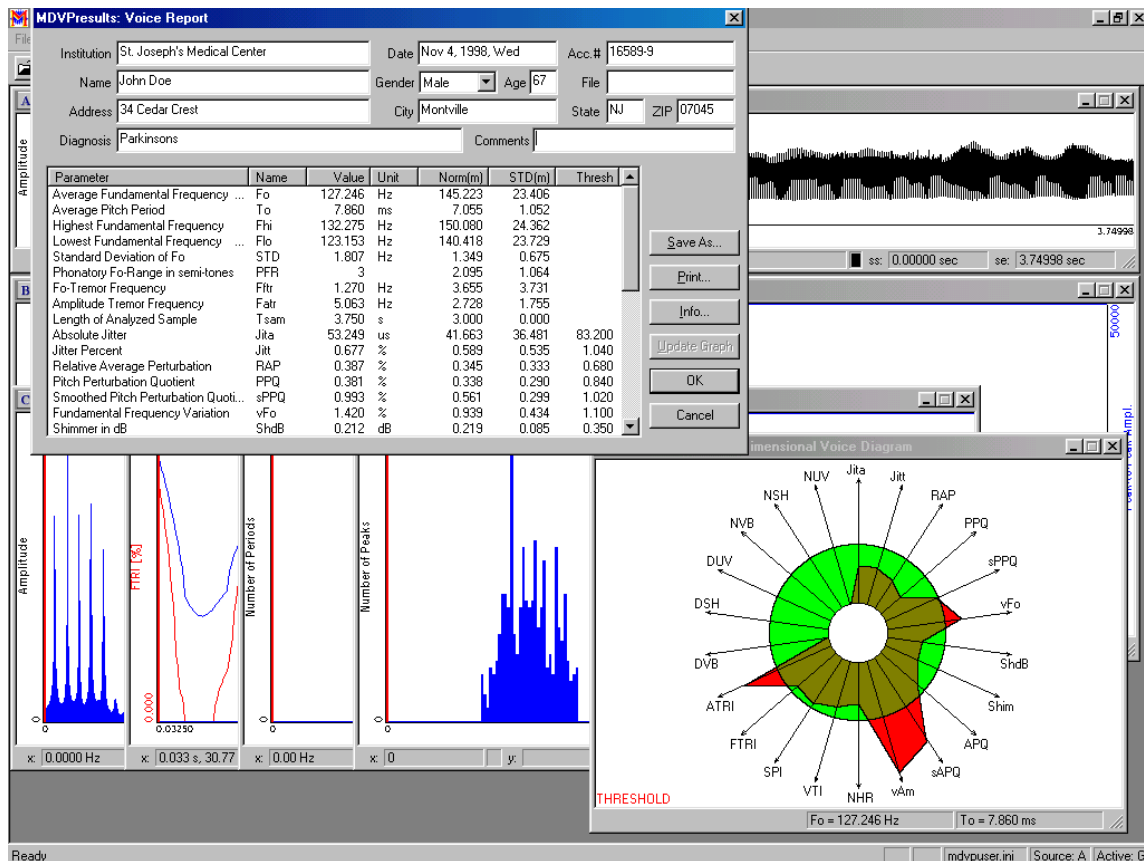 MDVPresults: Voice Report
Institution St. Joseph's Medical Center Date Nov 4, 1998, Wed Acc.# 16589-9
Name John Doe Gender Male Age 67 File
Address 34 Cedar Crest City Montville State NJ ZIP 07045
Diagnosis Parkinsons Comments
Parameter Name Value Unit Norm(m) STD(m) Thresh
Average Fundamental Frequency ... Fo 127.246 Hz 145.223 23.406
Average Pitch Period To 7.860 ms 7.055 1.052
Highest Fundamental Frequency Fhi 132.275 Hz 150.080 24.362
Lowest Fundamental Frequency ... Flo 123.153 Hz 140.418 23.729
Standard Deviation of Fo STD 1.807 Hz 1.349 0.675
Phonatory Fo-Range in semi-tones PFR 3 2.095 1.064
Fo-Tremor Frequency Fftr 1.270 Hz 3.655 3.731
Amplitude Tremor Frequency Fatr 5.063 Hz 2.728 1.755
Length of Analyzed Sample Tsam 3.750 s 3.000 0.000
Absolute Jitter Jita 53.249 us 41.663 36.481 83.200
Jitter Percent Jitt 0.677 % 0.589 0.535 1.040
Relative Average Perturbation RAP 0.387 % 0.345 0.333 0.680
Pitch Perturbation Quotient PPQ 0.381 % 0.338 0.290 0.840
Smoothed Pitch Perturbation Quoti... sPPQ 0.993 % 0.561 0.299 1.020
Fundamental Frequency Variation vFo 1.420 % 0.939 0.434 1.100
Shimmer in dB ShdB 0.212 dB 0.219 0.085 0.350
Save As...
Print...
Info...
Update Graph
OK
Cancel
File
A
Amplitude
3.74998
ss: 0.00000 sec se: 3.74998 sec
B
50000
Peak-to-Peak Ampl.
C
Amplitude
0
0
x: 0.0000 Hz
FTRI [%]
0.000
0.03250
x: 0.033 s, 30.77
Number of Periods
0
0
x: 0.00 Hz
Number of Peaks
0
0
x: 0 y:
imensional Voice Diagram
Jita
Jitt
RAP
PPQ
sPPQ
vFo
ShdB
Shim
APQ
sAPQ
vAm
NHR
VTI
SPI
FTRI
ATRI
DVB
DSH
DUV
NVB
NSH
NUV
THRESHOLD
Fo = 127.246 Hz To = 7.860 ms
Ready mdvpuser.ini Source: A Active: G